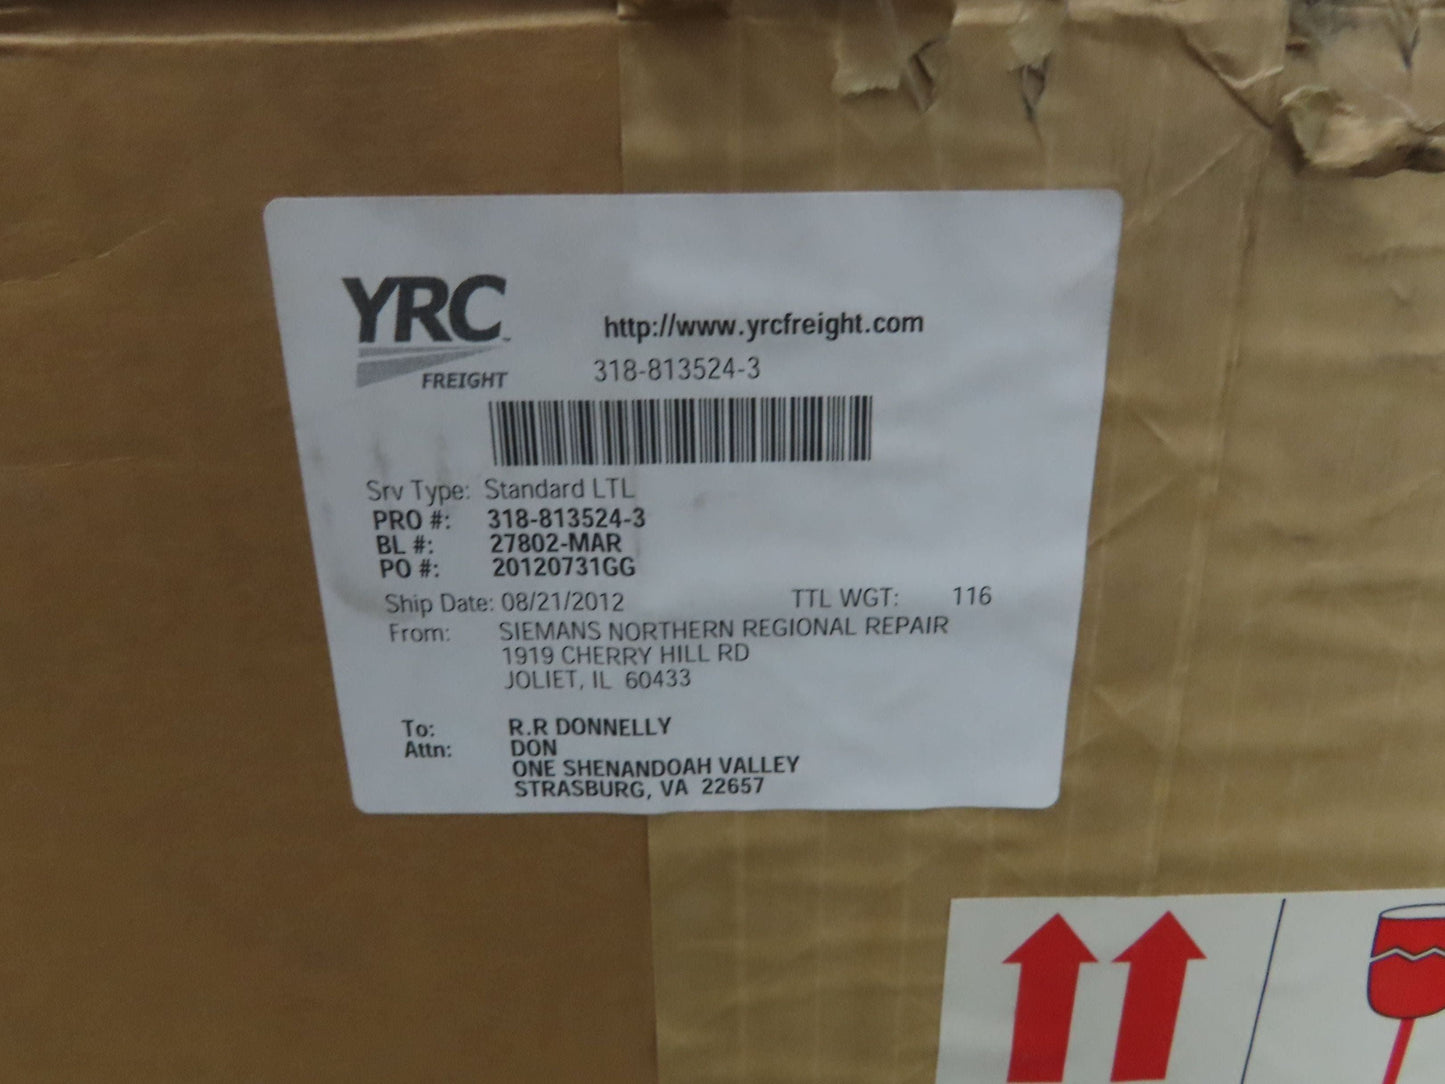 YRC
FREIGHT
http://www.yrcfreight.com
318-813524-3
Srv Type: Standard LTL
PRO #: 318-813524-3
BL #: 27802-MAR
PO #: 20120731GG
Ship Date: 08/21/2012 TTL WGT: 116
From: SIEMANS NORTHERN REGIONAL REPAIR
1919 CHERRY HILL RD
JOLIET, IL 60433
To: R.R DONNELLY
Attn: DON
ONE SHENANDOAH VALLEY
STRASBURG, VA 22657